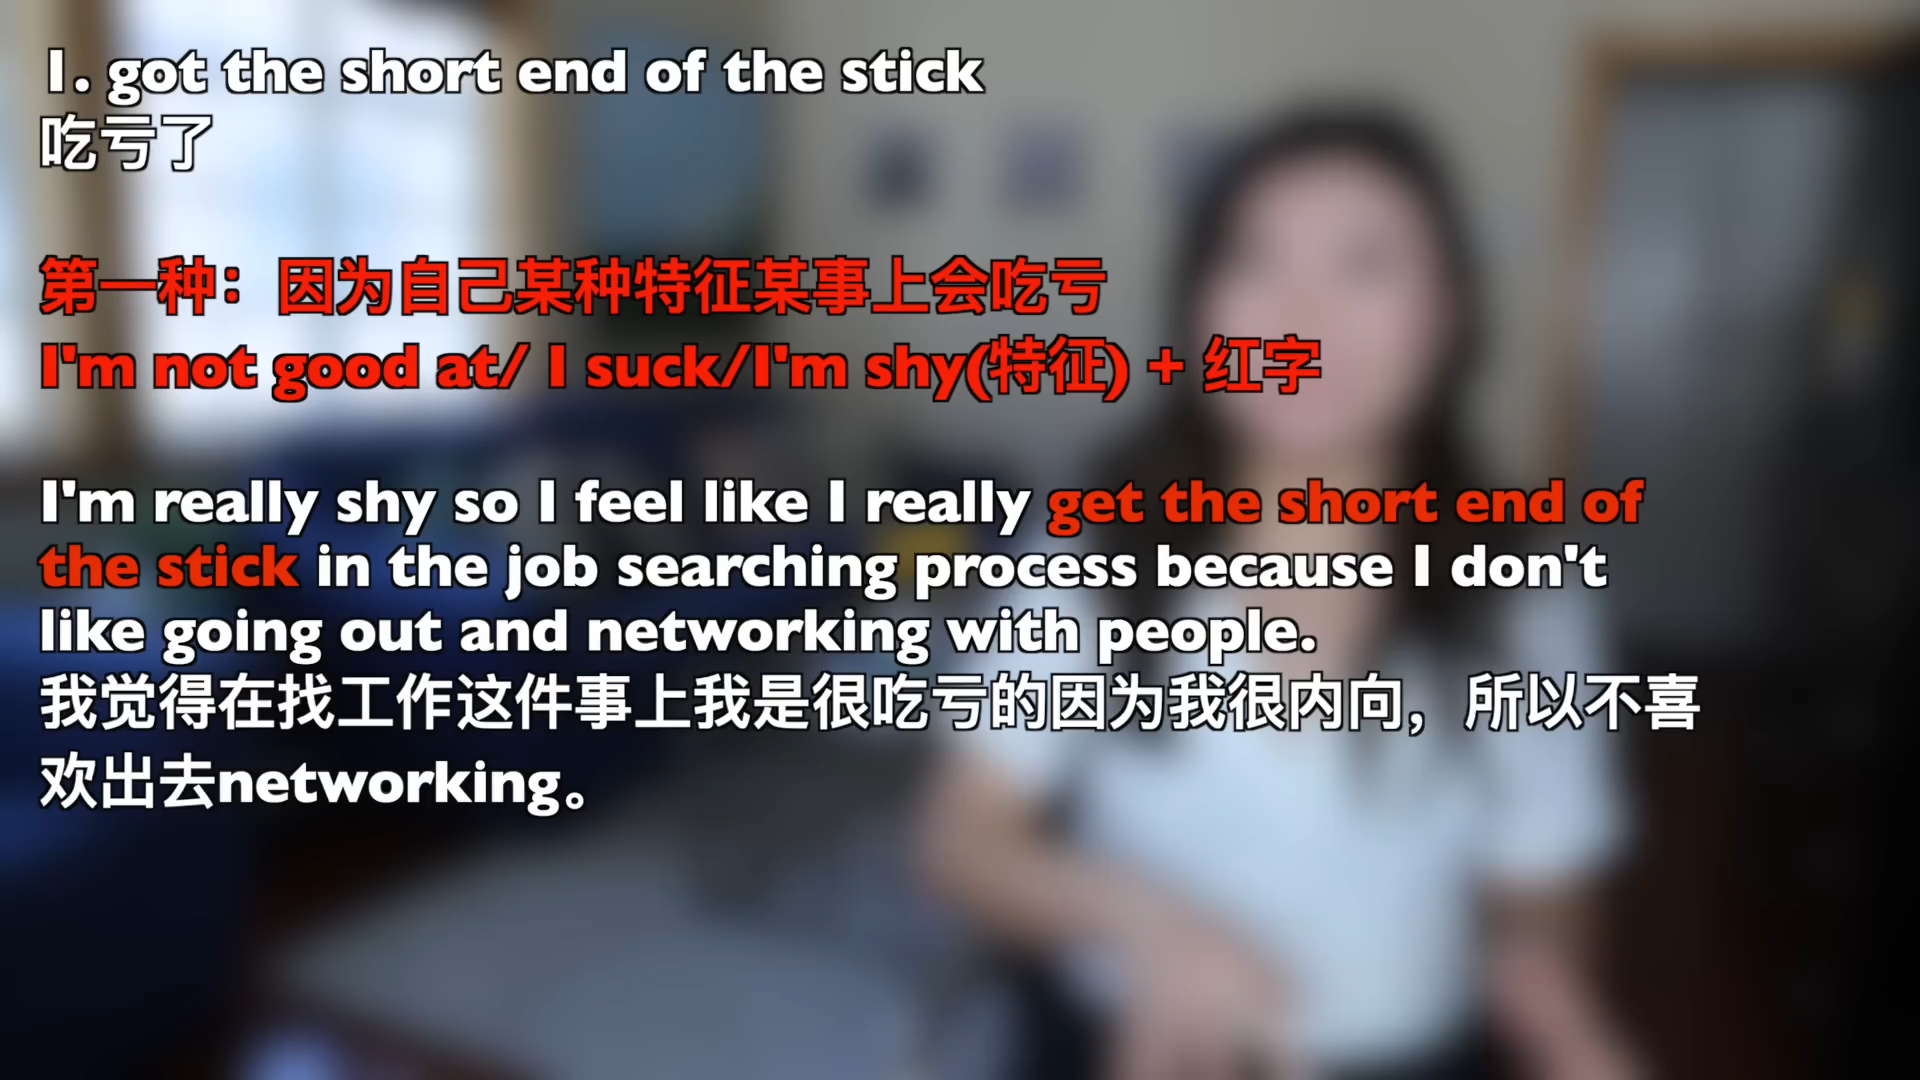 1. got the short end of the stick
吃亏了
第一种：因为自己某种特征某事上会吃亏
I'm not good at/ I suck/I'm shy(特征) + 红字
I'm really shy so I feel like I really get the short end of
the stick in the job searching process because I don't
like going out and networking with people.
我觉得在找工作这件事上我是很吃亏的因为我很内向，所以不喜
欢出去networking。